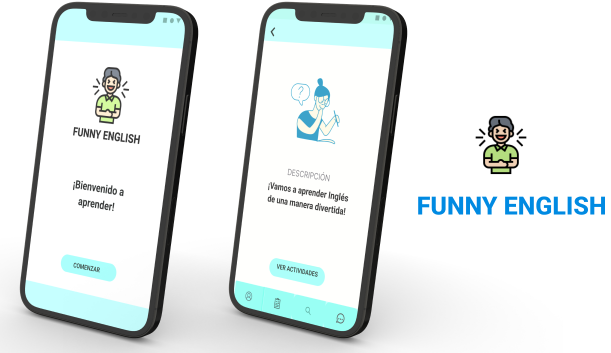 FUNNY ENGLISH
¡Bienvenido a
aprender!
COMENZAR
?
DESCRIPCIÓN
¡Vamos a aprender Inglés
de una manera divertida!
VER ACTIVIDADES
FUNNY ENGLISH